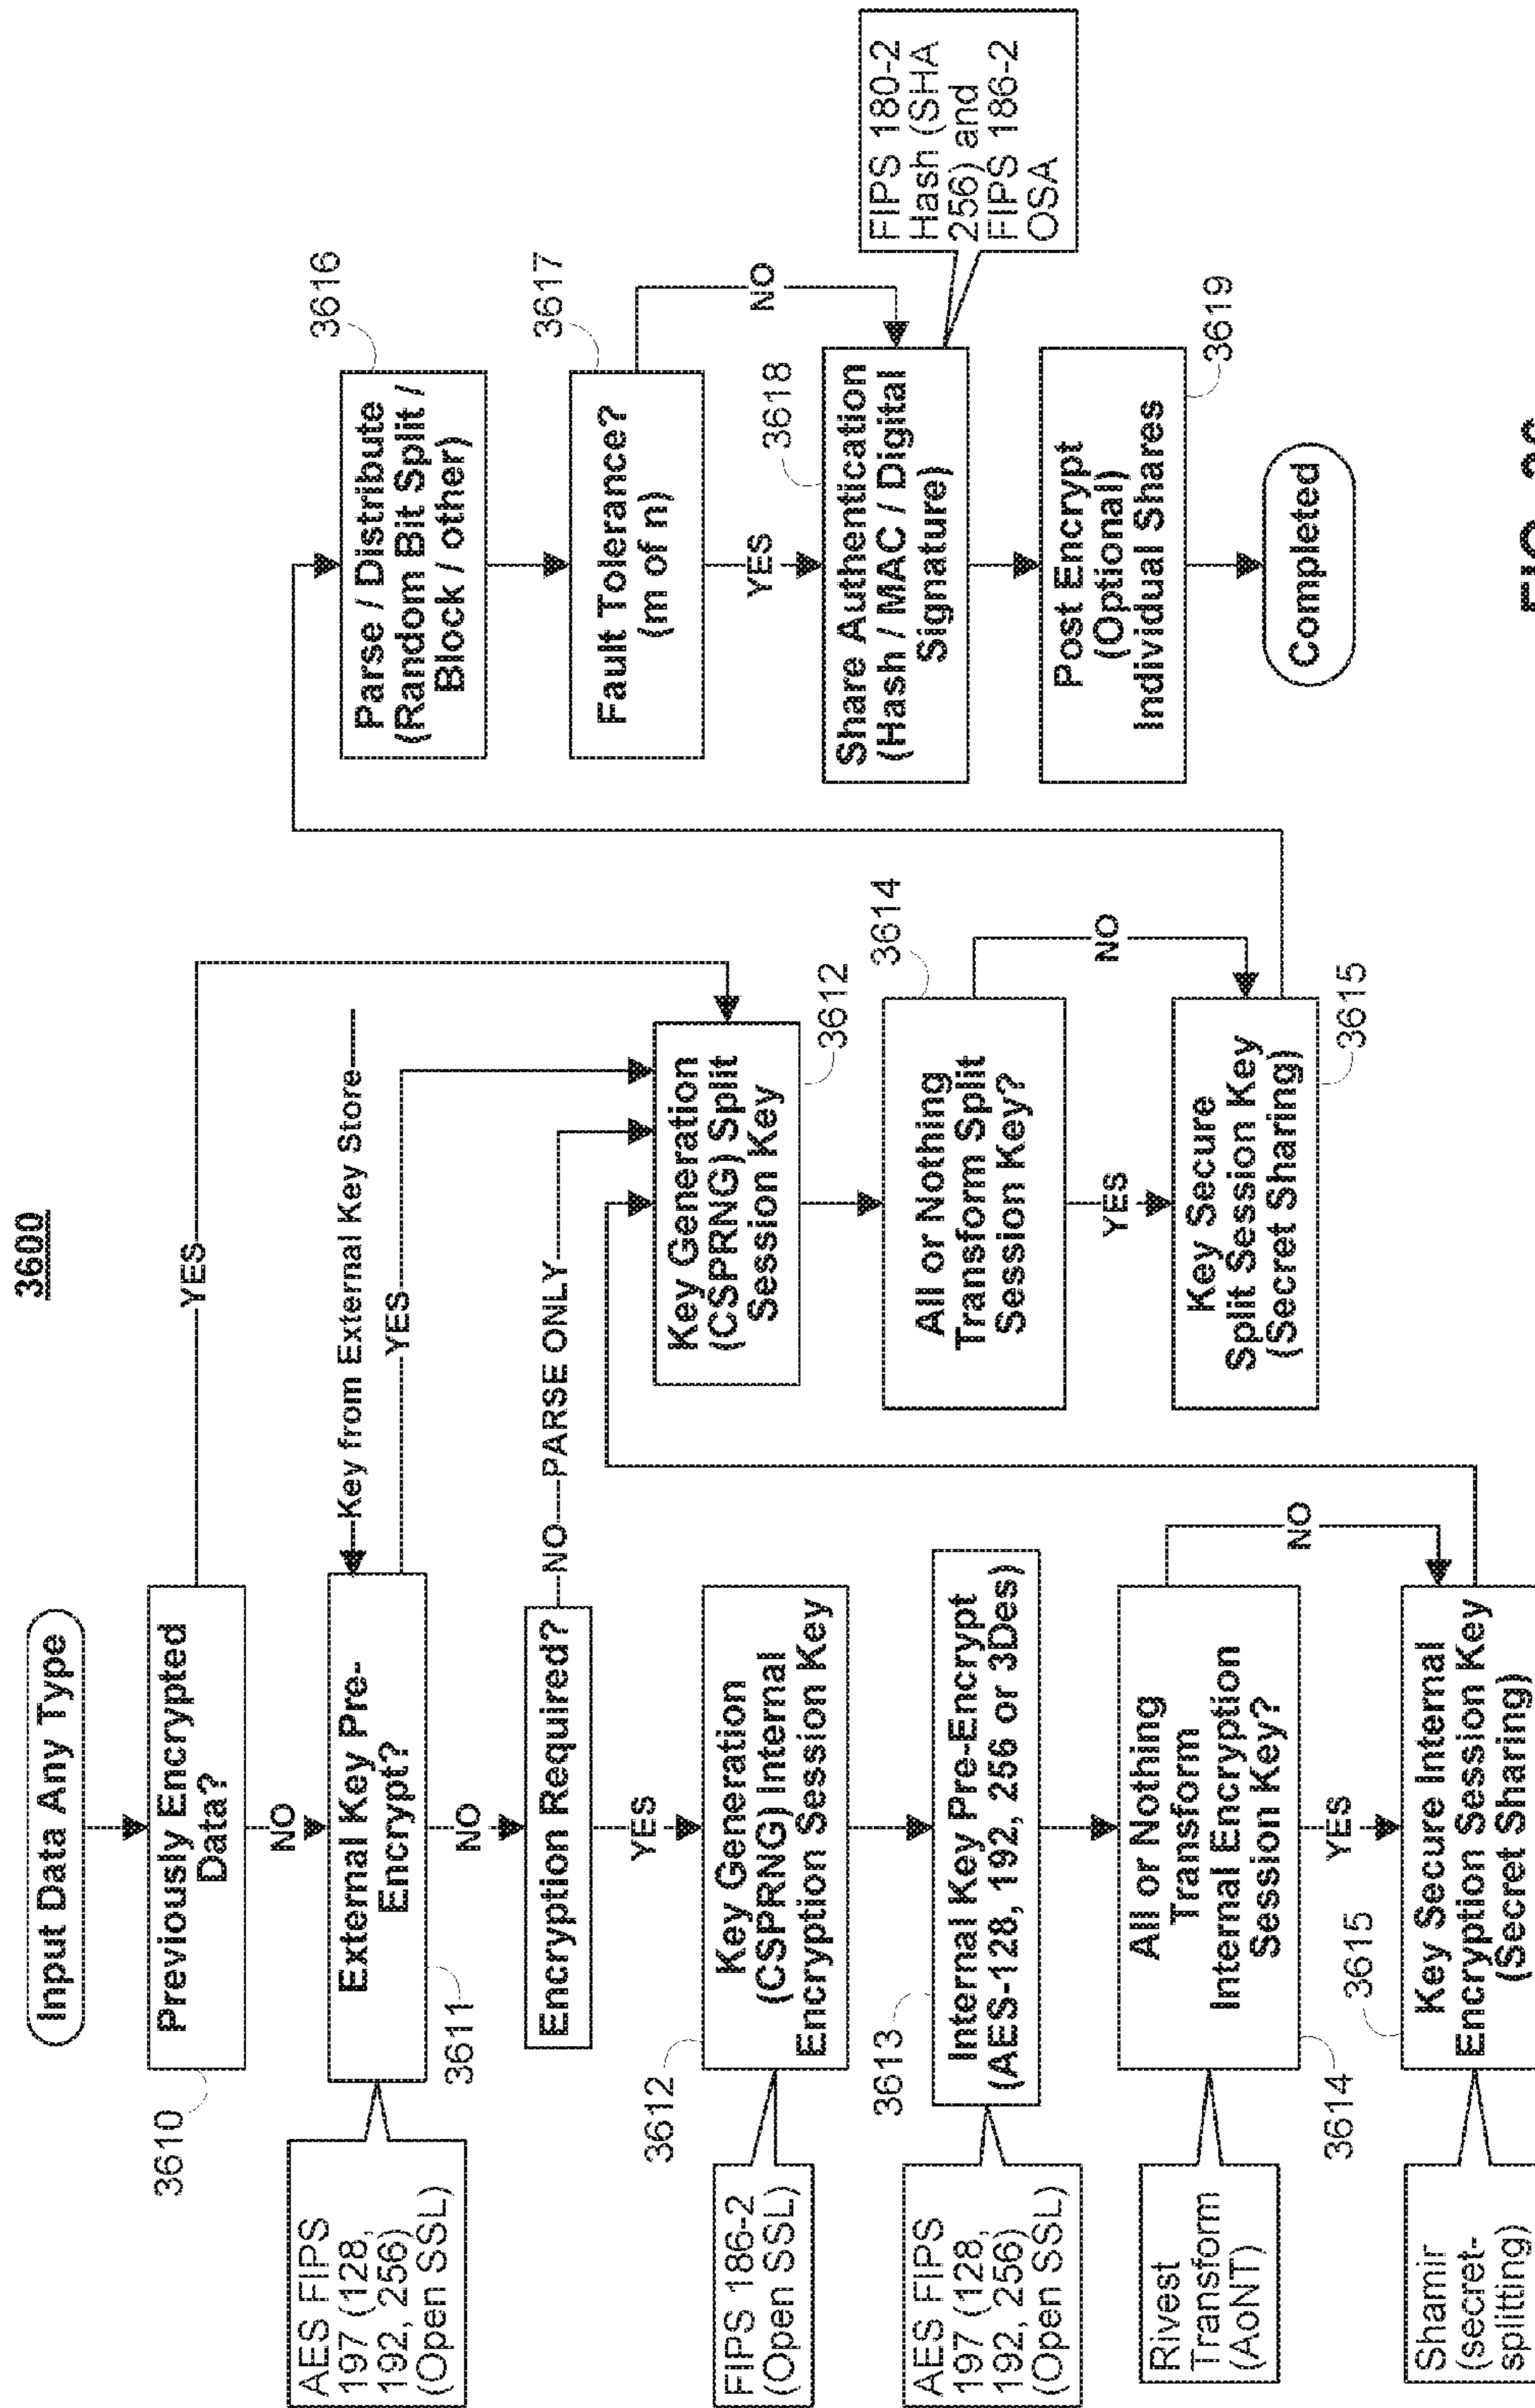 3600
Input Data Any Type
Previously Encrypted
Data?
3610
YES
NO
External Key Pre-
Encrypt?
3611
AES FIPS
197 (128,
192, 256)
(Open SSL)
Key from External Key Store
YES
NO
Encryption Required?
NO
PARSE ONLY
YES
Key Generation
(CSPRNG) Internal
Encryption Session Key
3612
FIPS 186-2
(Open SSL)
Internal Key Pre-Encrypt
(AES-128, 192, 256 or 3Des)
3613
AES FIPS
197 (128,
192, 256)
(Open SSL)
All or Nothing
Transform
Internal Encryption
Session Key?
3614
Rivest
Transform
(AoNT)
NO
YES
Key Secure Internal
Encryption Session Key
(Secret Sharing)
3615
Shamir
(secret-
splitting)
Key Generation
(CSPRNG) Split
Session Key
3612
All or Nothing
Transform Split
Session Key?
3614
NO
YES
Key Secure
Split Session Key
(Secret Sharing)
3615
Parse / Distribute
(Random Bit Split /
Block / other)
3616
Fault Tolerance?
(m of n)
3617
NO
YES
Share Authentication
(Hash / MAC / Digital
Signature)
3618
FIPS 180-2
Hash (SHA
256) and
FIPS 186-2
OSA
Post Encrypt
(Optional)
Individual Shares
3619
Completed